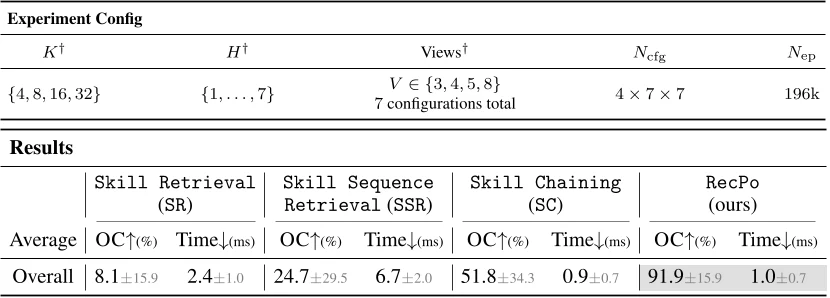 Experiment Config
K† H† Views† N_cfg N_ep
{4, 8, 16, 32} {1, . . . , 7} V ∈ {3, 4, 5, 8} 4 × 7 × 7 196k
7 configurations total
Results
Skill Retrieval Skill Sequence Skill Chaining RecPo
(SR) Retrieval (SSR) (SC) (ours)
Average OC↑(%) Time↓(ms) OC↑(%) Time↓(ms) OC↑(%) Time↓(ms) OC↑(%) Time↓(ms)
Overall 8.1±15.9 2.4±1.0 24.7±29.5 6.7±2.0 51.8±34.3 0.9±0.7 91.9±15.9 1.0±0.7